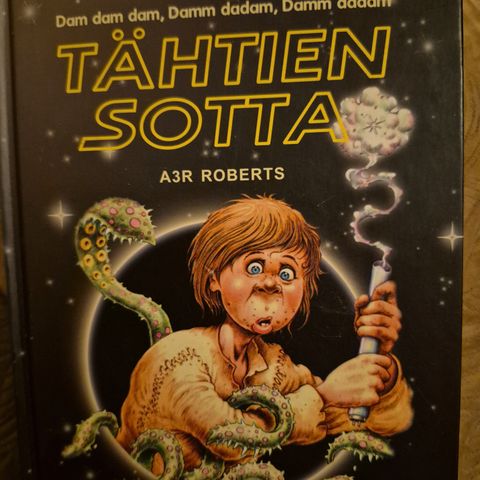 Dam dam dam, Damm dadam, Damm dadam
TÄHTIEN
SOTTA
A3R ROBERTS